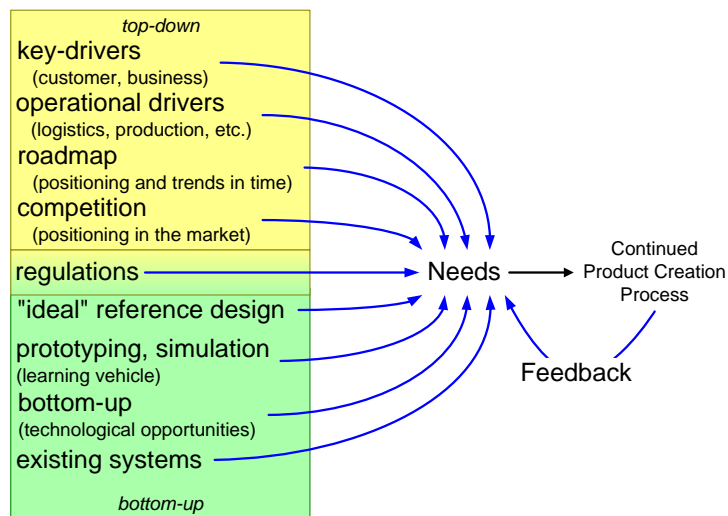 top-down
key-drivers
(customer, business)
operational drivers
(logistics, production, etc.)
roadmap
(positioning and trends in time)
competition
(positioning in the market)
regulations
"ideal" reference design
prototyping, simulation
(learning vehicle)
bottom-up
(technological opportunities)
existing systems
bottom-up
Needs
Continued
Product Creation
Process
Feedback